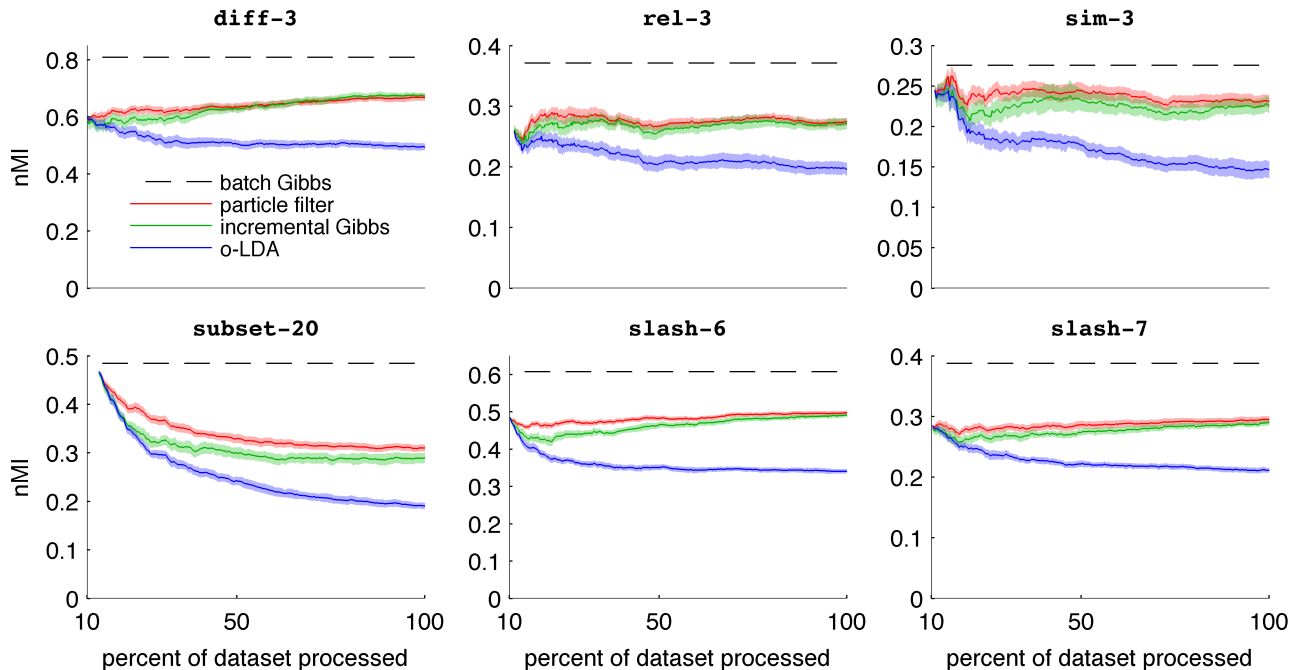 diff-3
rel-3
sim-3
0.8
0.6
0.4
0.2
0
nMI
batch Gibbs
particle filter
incremental Gibbs
o-LDA
0.4
0.3
0.2
0.1
0
0.3
0.25
0.2
0.15
0.1
0.05
0
subset-20
slash-6
slash-7
0.5
0.4
0.3
0.2
0.1
0
nMI
10 50 100
percent of dataset processed
0.6
0.5
0.4
0.3
0.2
0.1
0
10 50 100
percent of dataset processed
0.4
0.3
0.2
0.1
0
10 50 100
percent of dataset processed